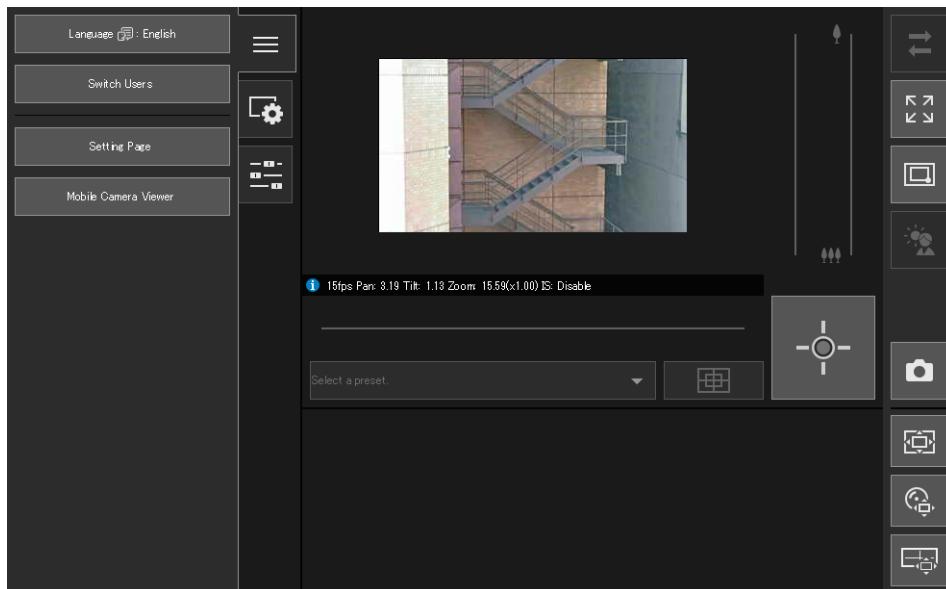 Language : English
Switch Users
Setting Page
Mobile Camera Viewer
15fps Pan: 3.19 Tilt: 1.13 Zoom: 15.59(x1.00) IS: Disable
Select a preset.